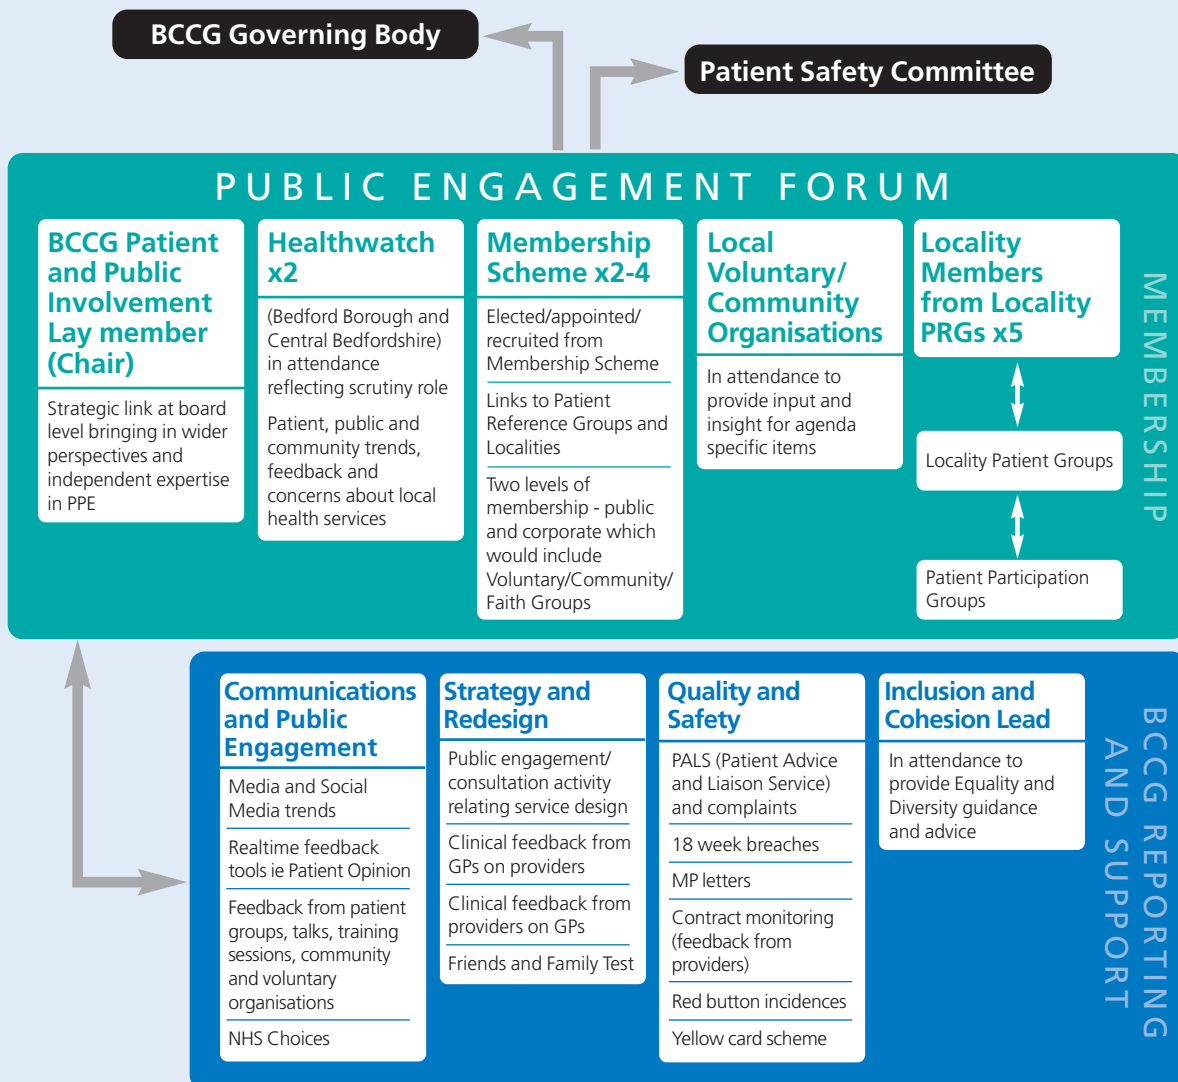 BCCG Governing Body
Patient Safety Committee
PUBLIC ENGAGEMENT FORUM
BCCG Patient
and Public
Involvement
Lay member
(Chair)
Strategic link at board
level bringing in wider
perspectives and
independent expertise
in PPE
Healthwatch
x2
(Bedford Borough and
Central Bedfordshire)
in attendance
reflecting scrutiny role
Patient, public and
community trends,
feedback and
concerns about local
health services
Membership
Scheme x2-4
Elected/appointed/
recruited from
Membership Scheme
Links to Patient
Reference Groups and
Localities
Two levels of
membership - public
and corporate which
would include
Voluntary/Community/
Faith Groups
Local
Voluntary/
Community
Organisations
In attendance to
provide input and
insight for agenda
specific items
Locality
Members
from Locality
PRGs x5
Locality Patient Groups
Patient Participation
Groups
MEMBERSHIP
Communications
and Public
Engagement
Media and Social
Media trends
Realtime feedback
tools ie Patient Opinion
Feedback from patient
groups, talks, training
sessions, community
and voluntary
organisations
NHS Choices
Strategy and
Redesign
Public engagement/
consultation activity
relating service design
Clinical feedback from
GPs on providers
Clinical feedback from
providers on GPs
Friends and Family Test
Quality and
Safety
PALS (Patient Advice
and Liaison Service)
and complaints
18 week breaches
MP letters
Contract monitoring
(feedback from
providers)
Red button incidences
Yellow card scheme
Inclusion and
Cohesion Lead
In attendance to
provide Equality and
Diversity guidance
and advice
BCCG REPORTING
AND SUPPORT